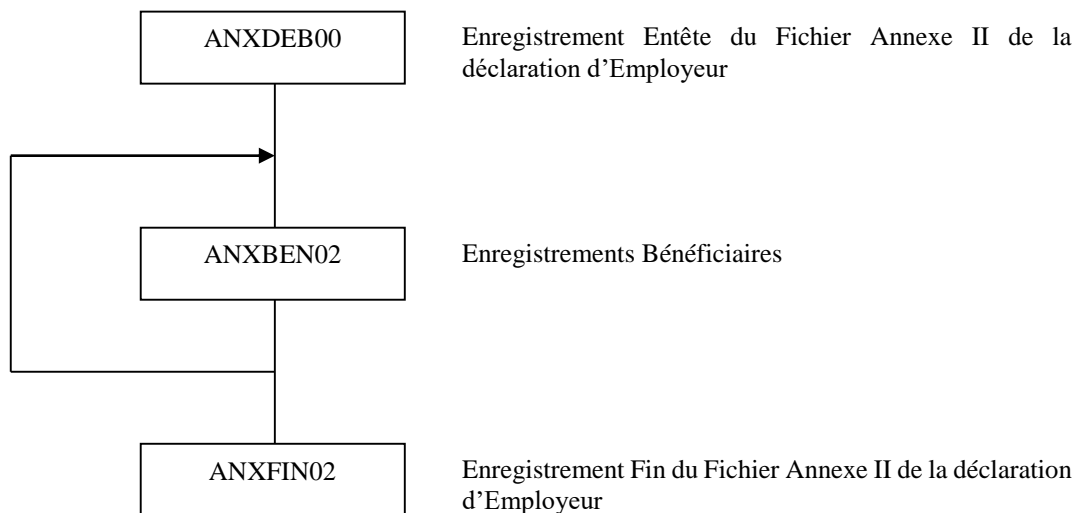 ANXDEB00
Enregistrement Entête du Fichier Annexe II de la
déclaration d’Employeur
ANXBEN02
Enregistrements Bénéficiaires
ANXFIN02
Enregistrement Fin du Fichier Annexe II de la déclaration
d’Employeur